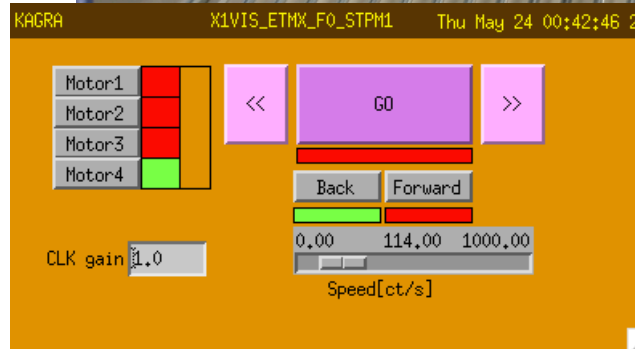 KAGRA X1VIS_ETMX_F0_STPM1 Thu May 24 00:42:46 2
Motor1
Motor2
Motor3
Motor4
<< GO >>
Back Forward
0.00 114.00 1000.00
CLK gain 1.0
Speed[ct/s]